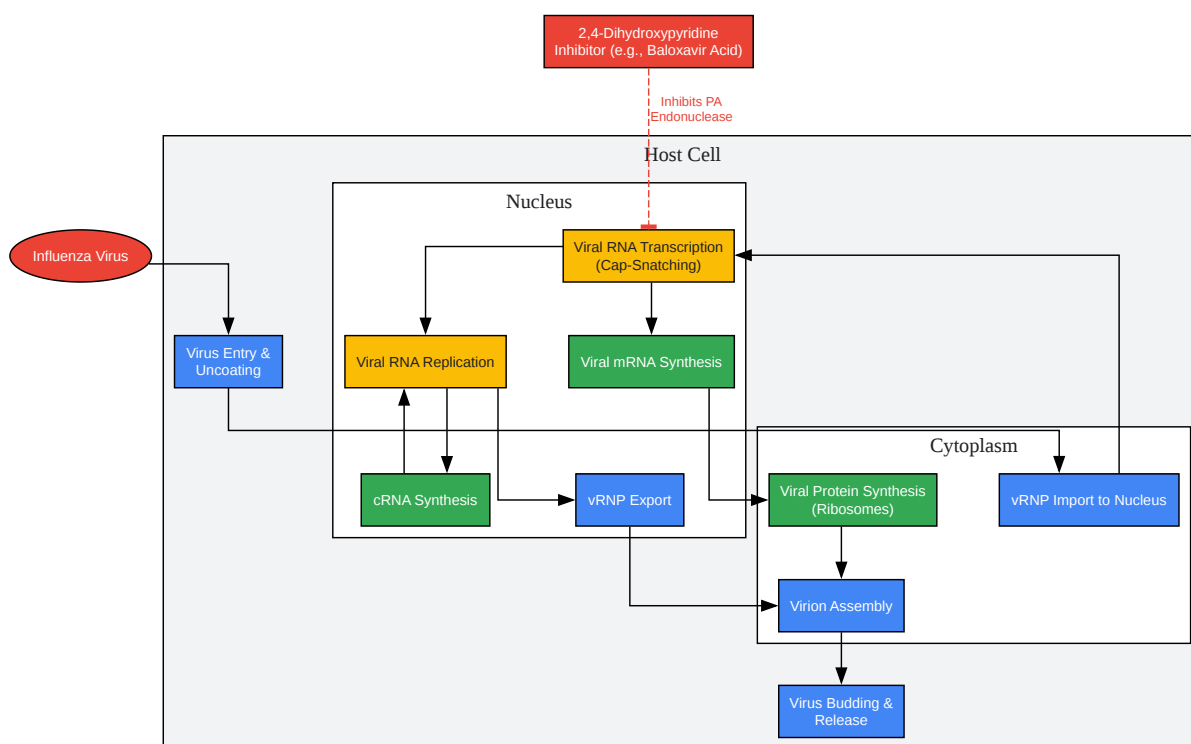 2,4-Dihydroxypyridine
Inhibitor (e.g., Baloxavir Acid)
Inhibits PA
Endonuclease
Host Cell
Nucleus
Influenza Virus
Viral RNA Transcription
(Cap-Snatching)
Virus Entry &
Uncoating
Viral RNA Replication
Viral mRNA Synthesis
Cytoplasm
cRNA Synthesis
vRNP Export
Viral Protein Synthesis
(Ribosomes)
vRNP Import to Nucleus
Virion Assembly
Virus Budding &
Release